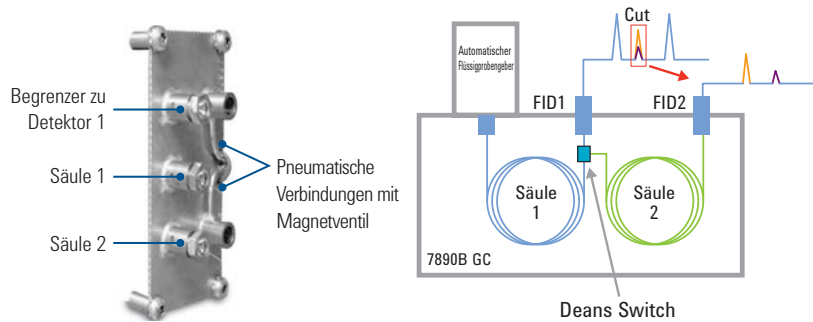 Begrenzer zu
Detektor 1
Säule 1
Säule 2
Pneumatische
Verbindungen mit
Magnetventil
Cut
Automatischer
Flüssigprobengeber
FID1
FID2
Säule
1
Säule
2
7890B GC
Deans Switch